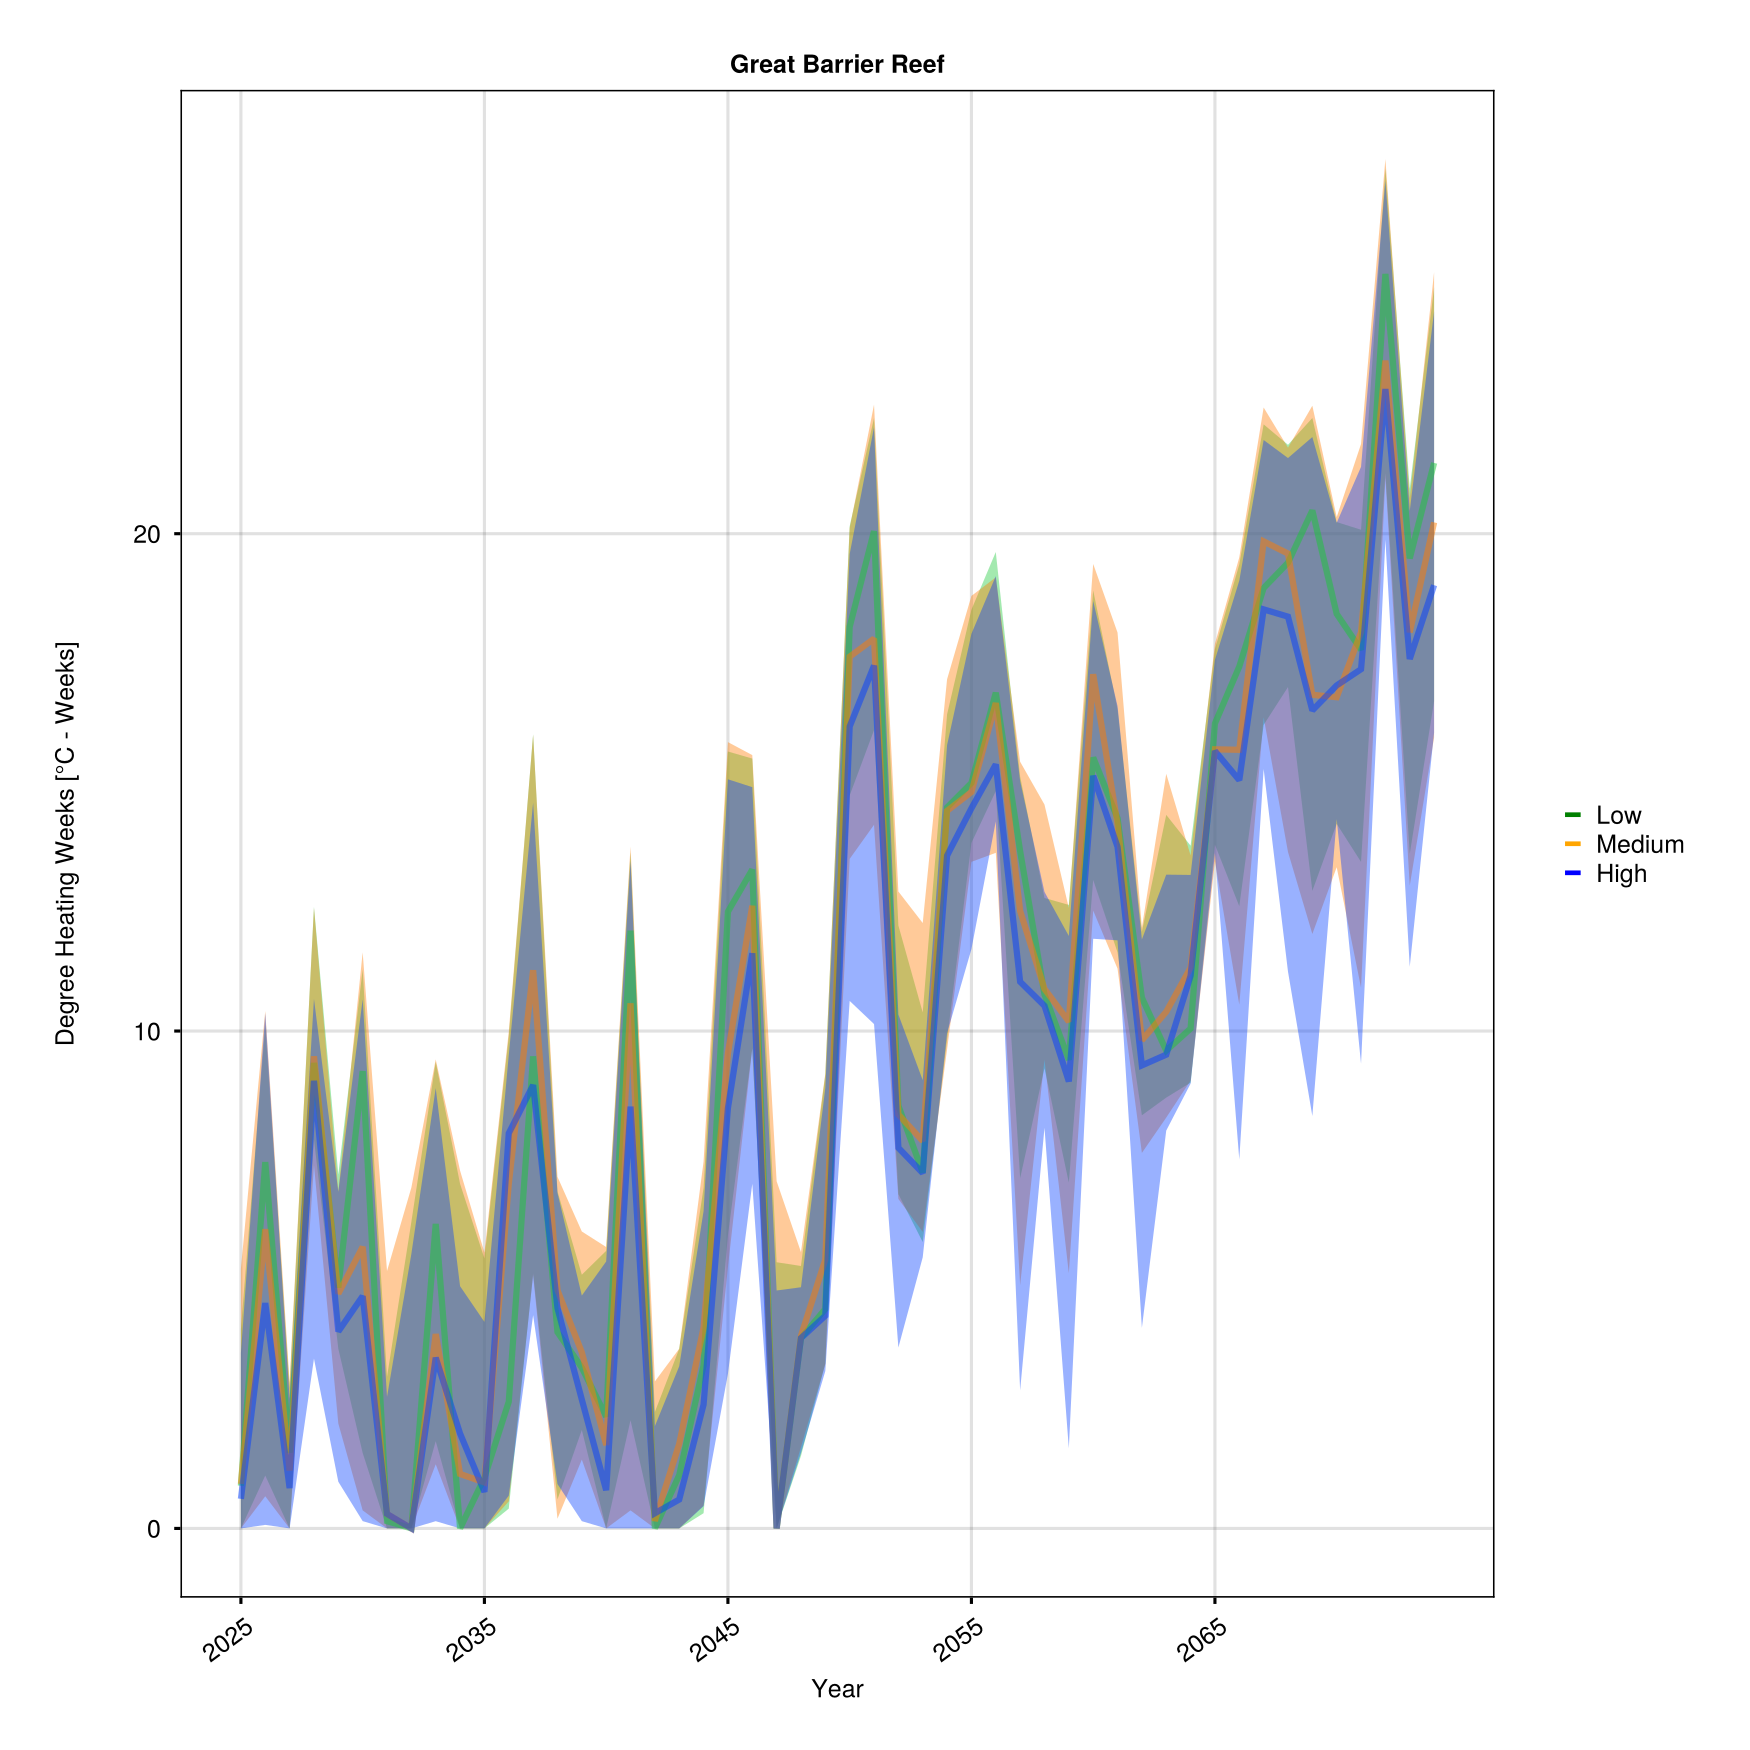 Great Barrier Reef
Degree Heating Weeks [°C - Weeks]
20
10
0
2025
2035
2045
2055
2065
Year
Low
Medium
High